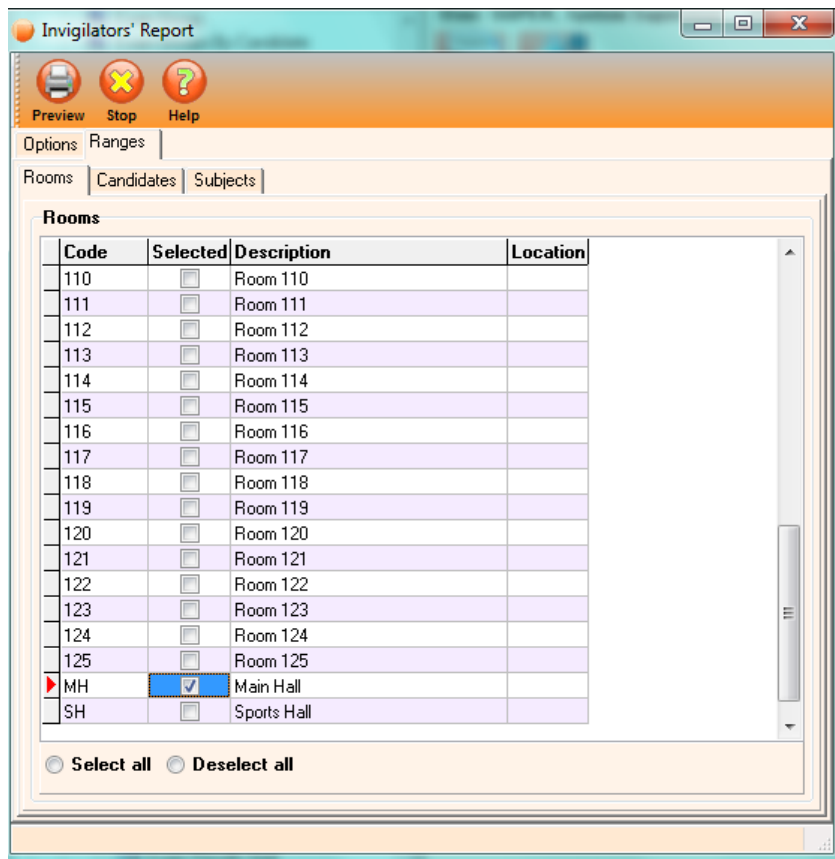 Invigilators' Report
Preview Stop Help
Options Ranges
Rooms Candidates Subjects
Rooms
Code Selected Description Location
110 Room 110
111 Room 111
112 Room 112
113 Room 113
114 Room 114
115 Room 115
116 Room 116
117 Room 117
118 Room 118
119 Room 119
120 Room 120
121 Room 121
122 Room 122
123 Room 123
124 Room 124
125 Room 125
MH Main Hall
SH Sports Hall
Select all Deselect all